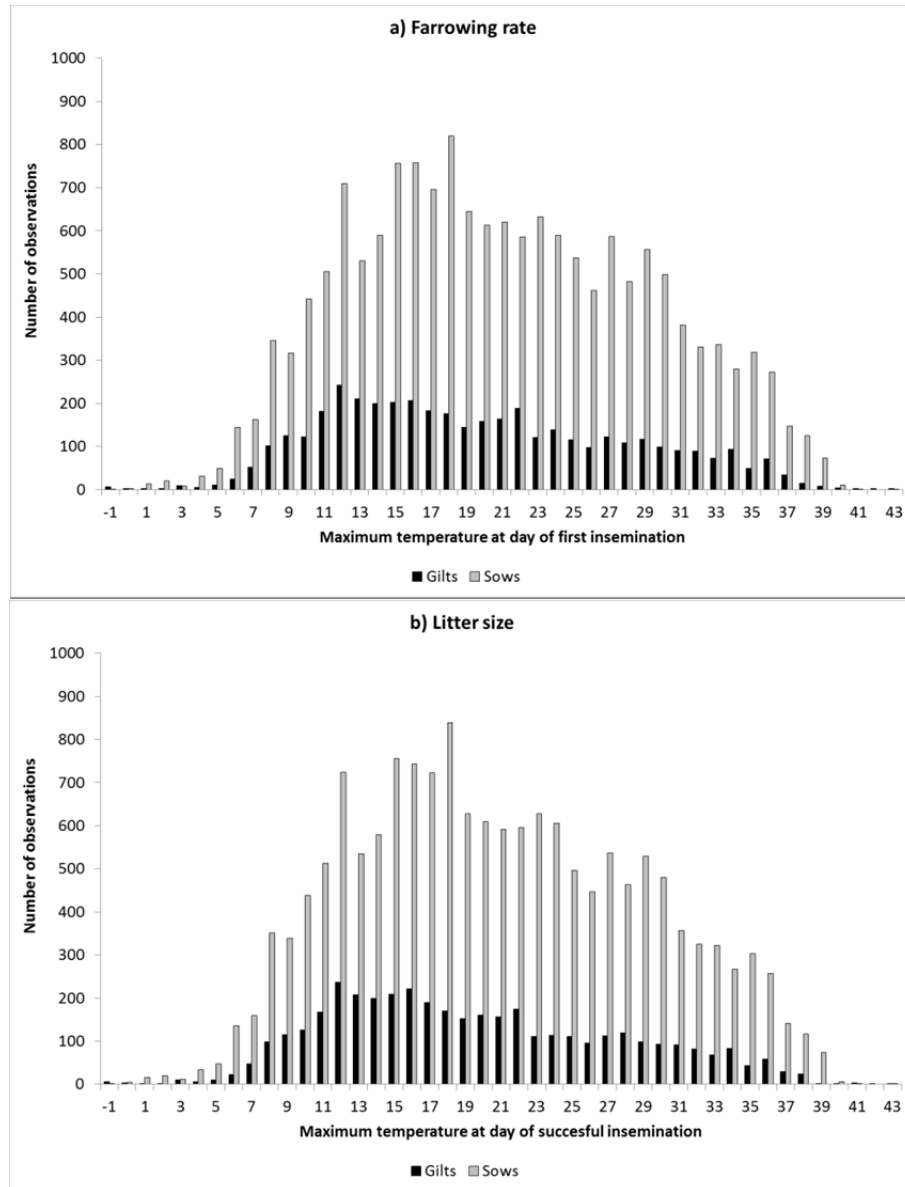 a) Farrowing rate
1000
900
800
700
600
500
400
300
200
100
0
Number of observations
-1 1 3 5 7 9 11 13 15 17 19 21 23 25 27 29 31 33 35 37 39 41 43
Maximum temperature at day of first insemination
Gilts Sows
b) Litter size
1000
900
800
700
600
500
400
300
200
100
0
Number of observations
-1 1 3 5 7 9 11 13 15 17 19 21 23 25 27 29 31 33 35 37 39 41 43
Maximum temperature at day of succesful insemination
Gilts Sows